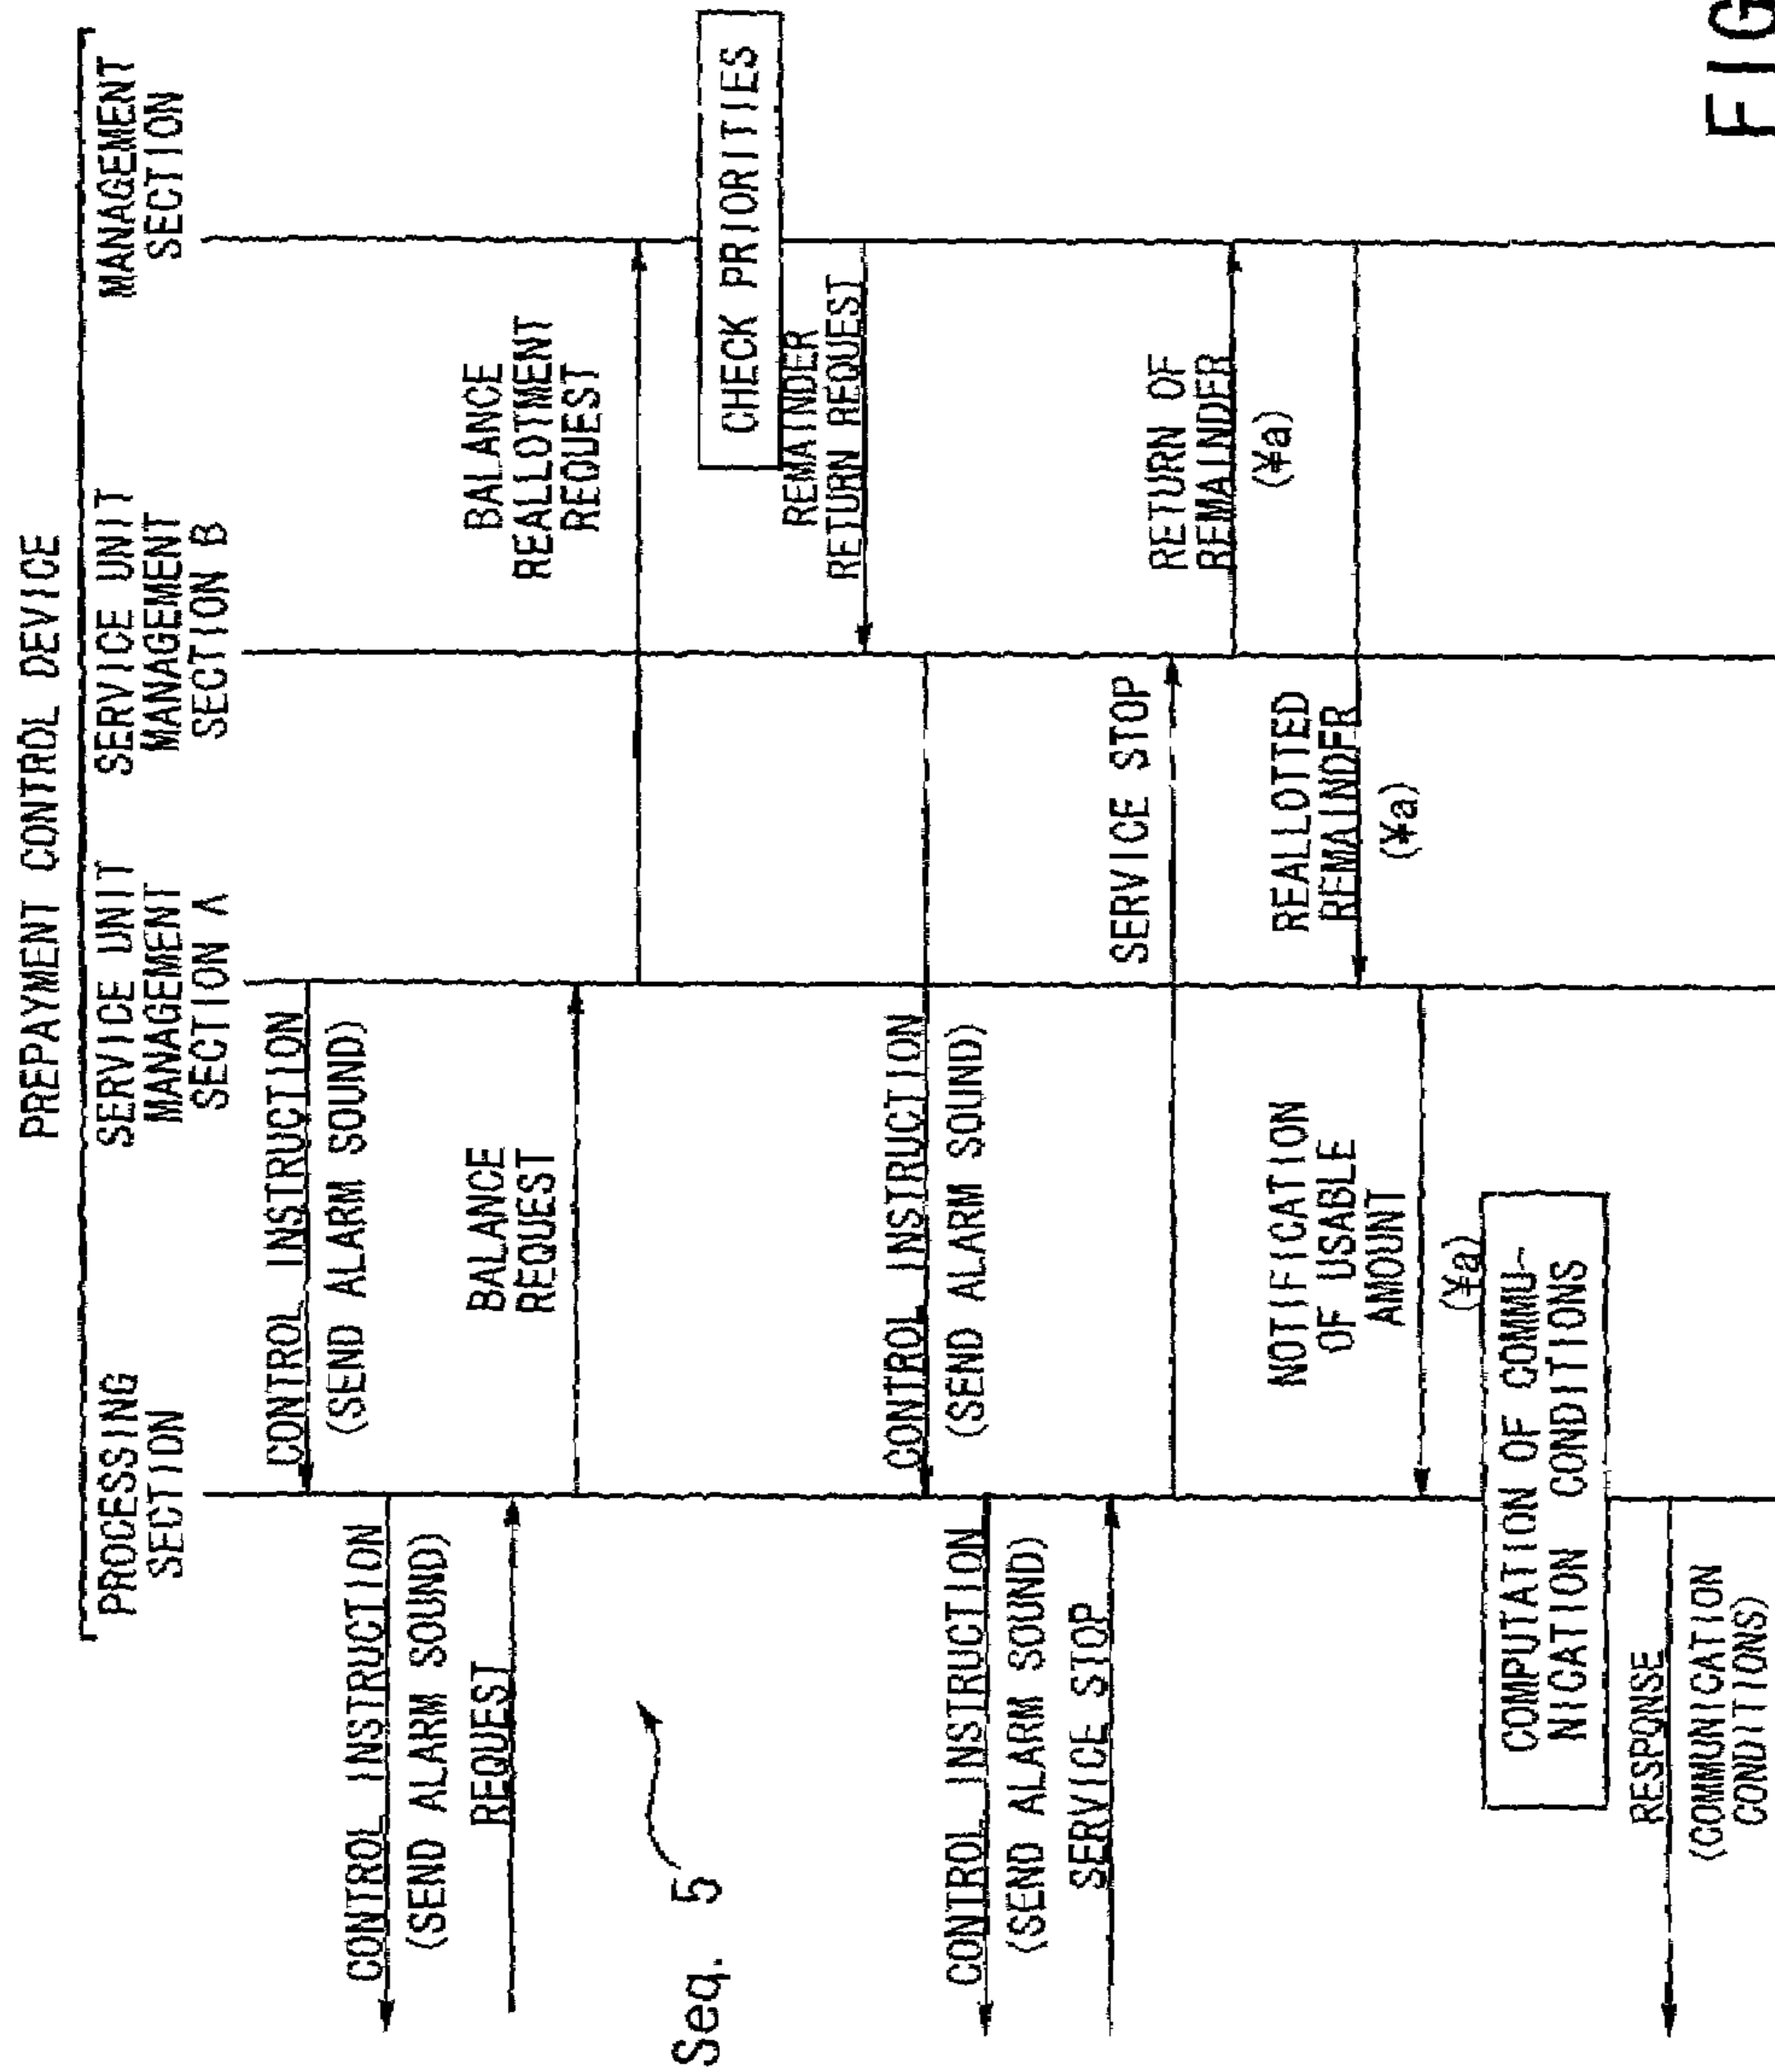 PREPAYMENT CONTROL DEVICE
PROCESSING
SECTION
SERVICE UNIT
MANAGEMENT
SECTION A
SERVICE UNIT
MANAGEMENT
SECTION B
MANAGEMENT
SECTION
CONTROL INSTRUCTION
(SEND ALARM SOUND)
CONTROL INSTRUCTION
(SEND ALARM SOUND)
REQUEST
BALANCE
REQUEST
BALANCE
REALLOTMENT
REQUEST
Seq. 5
CHECK PRIORITIES
REMAINDER
RETURN REQUEST
CONTROL INSTRUCTION
(SEND ALARM SOUND)
CONTROL INSTRUCTION
(SEND ALARM SOUND)
SERVICE STOP
SERVICE STOP
RETURN OF
REMAINDER
(¥a)
REALLOTTED
REMAINDER
(¥a)
NOTIFICATION
OF USABLE
AMOUNT
(¥a)
COMPUTATION OF COMMU-
NICATION CONDITIONS
RESPONSE
(COMMUNICATION
CONDITIONS)
FIG